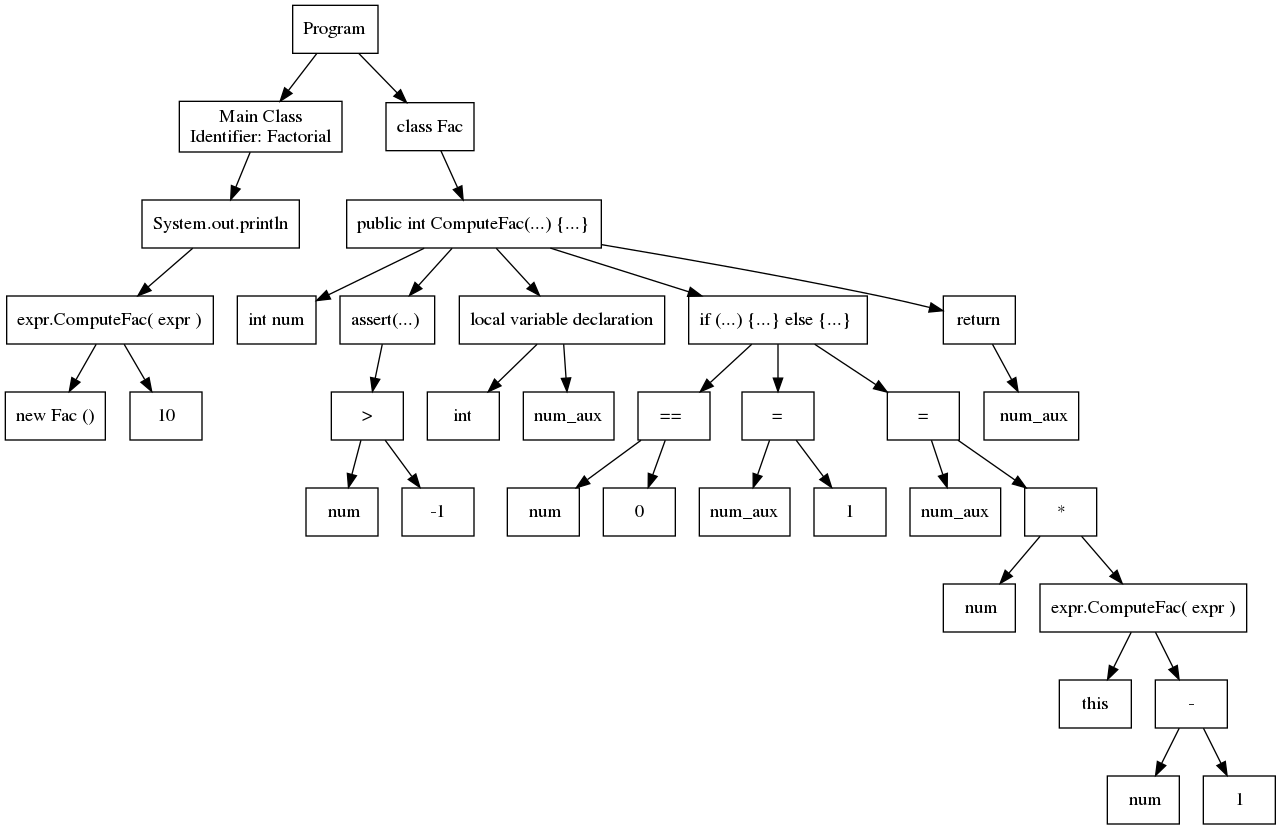 Program
Main Class
Identifier: Factorial
class Fac
System.out.println
public int ComputeFac(...) {...}
expr.ComputeFac( expr )
int num
assert(...)
local variable declaration
if (...) {...} else {...}
return
new Fac ()
10
>
int
num_aux
==
=
=
num_aux
num
-1
num
0
num_aux
1
num_aux
*
num
expr.ComputeFac( expr )
this
-
num
1